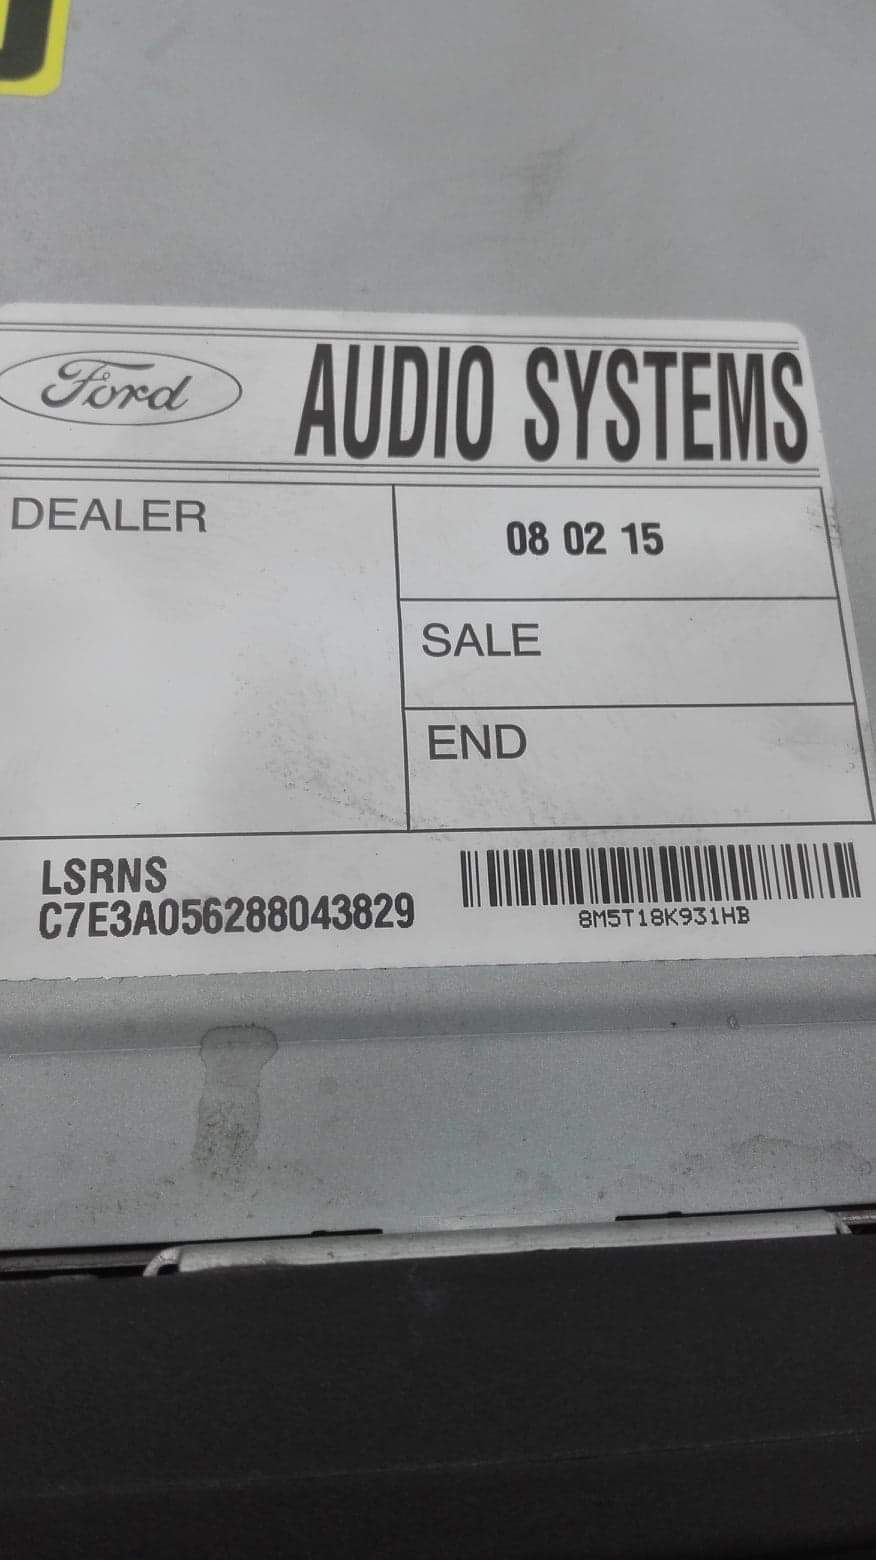 Ford AUDIO SYSTEMS
DEALER
08 02 15
SALE
END
LSRNS
C7E3A056288043829
8M5T18K931HB